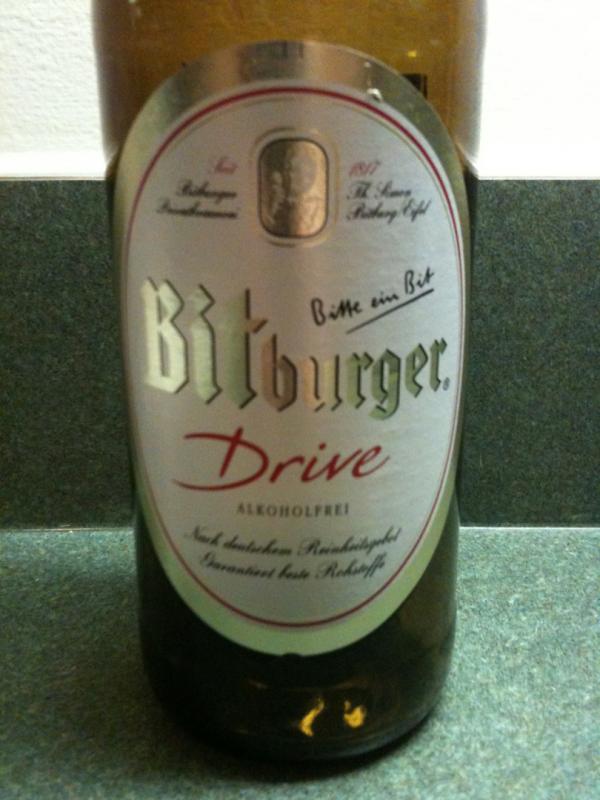 Seit 1817
Bitburger Th. Simon
Privatbrauerei Bitburg/Eifel
Bitte ein Bit
Bitburger®
Drive
ALKOHOLFREI
Nach deutschem Reinheitsgebot
Garantiert beste Rohstoffe